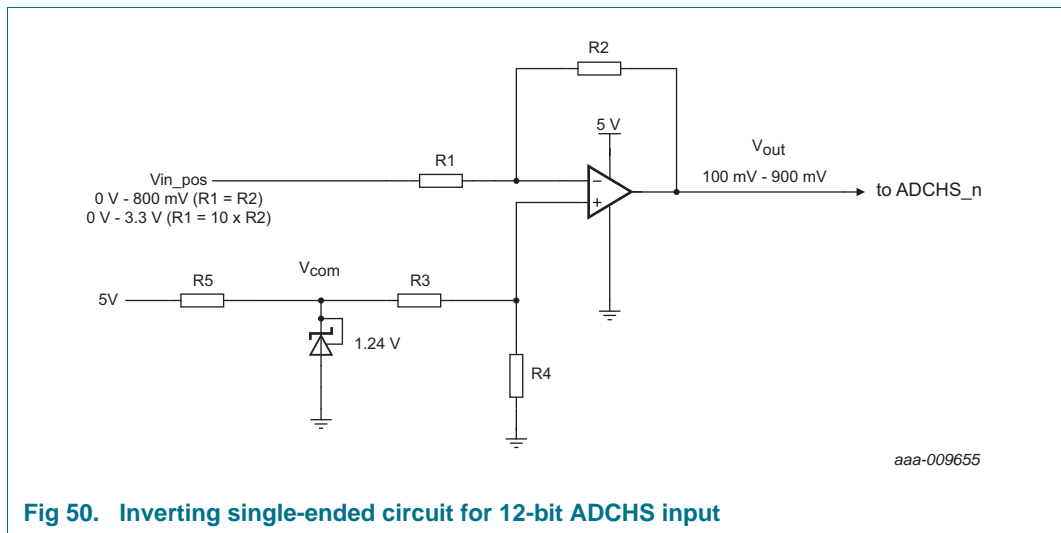 R2
5 V
Vout
R1
100 mV - 900 mV
Vin_pos
to ADCHS_n
0 V - 800 mV (R1 = R2)
0 V - 3.3 V (R1 = 10 x R2)
−
+
Vcom
R5
R3
5V
1.24 V
R4
aaa-009655
Fig 50. Inverting single-ended circuit for 12-bit ADCHS input